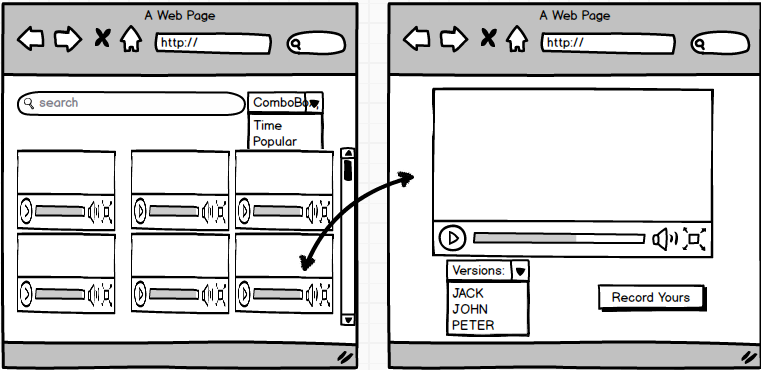 A Web Page
http://
search
ComboBox
Time
Popular
A Web Page
http://
Versions:
JACK
JOHN
PETER
Record Yours